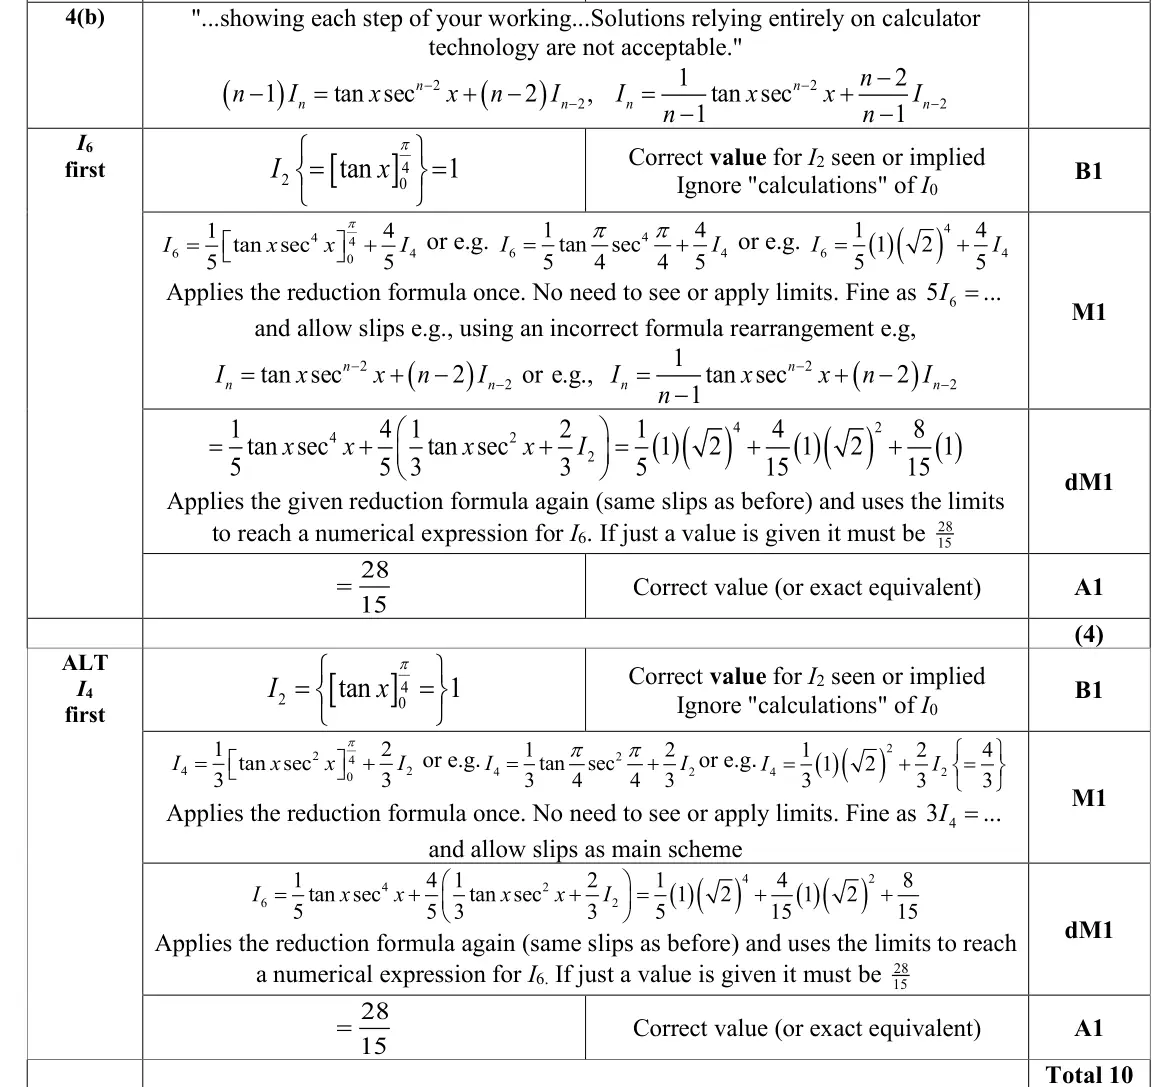 4(b)
"...showing each step of your working...Solutions relying entirely on calculator
technology are not acceptable."
(n−1)Iₙ = tan x secⁿ⁻² x + (n−2)Iₙ₋₂, Iₙ = 1/(n−1) tan x secⁿ⁻² x + (n−2)/(n−1) Iₙ₋₂
I₆
first
I₂ {= [tan x]₀^(π/4)} = 1
Correct value for I₂ seen or implied
Ignore "calculations" of I₀
B1
I₆ = 1/5 [tan x sec⁴ x]₀^(π/4) + 4/5 I₄ or e.g. I₆ = 1/5 tan π/4 sec⁴ π/4 + 4/5 I₄ or e.g. I₆ = 1/5 (1)(√2)⁴ + 4/5 I₄
Applies the reduction formula once. No need to see or apply limits. Fine as 5I₆ = ...
and allow slips e.g., using an incorrect formula rearrangement e.g,
Iₙ = tan x secⁿ⁻² x + (n−2)Iₙ₋₂ or e.g., Iₙ = 1/(n−1) tan x secⁿ⁻² x + (n−2)Iₙ₋₂
M1
= 1/5 tan x sec⁴ x + 4/5 (1/3 tan x sec² x + 2/3 I₂) = 1/5 (1)(√2)⁴ + 4/15 (1)(√2)² + 8/15 (1)
Applies the given reduction formula again (same slips as before) and uses the limits
to reach a numerical expression for I₆. If just a value is given it must be 28/15
dM1
= 28/15
Correct value (or exact equivalent)
A1
(4)
ALT
I₄
first
I₂ = {[tan x]₀^(π/4) =} 1
Correct value for I₂ seen or implied
Ignore "calculations" of I₀
B1
I₄ = 1/3 [tan x sec² x]₀^(π/4) + 2/3 I₂ or e.g. I₄ = 1/3 tan π/4 sec² π/4 + 2/3 I₂ or e.g. I₄ = 1/3 (1)(√2)² + 2/3 I₂ {= 4/3}
Applies the reduction formula once. No need to see or apply limits. Fine as 3I₄ = ...
and allow slips as main scheme
M1
I₆ = 1/5 tan x sec⁴ x + 4/5 (1/3 tan x sec² x + 2/3 I₂) = 1/5 (1)(√2)⁴ + 4/15 (1)(√2)² + 8/15
Applies the reduction formula again (same slips as before) and uses the limits to reach
a numerical expression for I₆. If just a value is given it must be 28/15
dM1
= 28/15
Correct value (or exact equivalent)
A1
Total 10